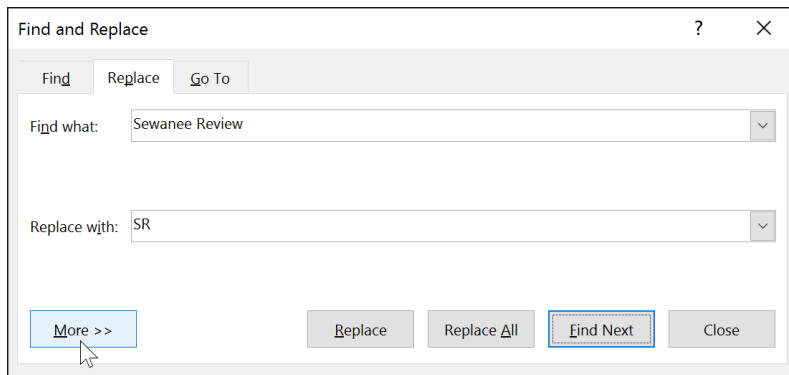 Find and Replace ?
Find Replace Go To
Find what: Sewanee Review
Replace with: SR
More >> Replace Replace All Find Next Close